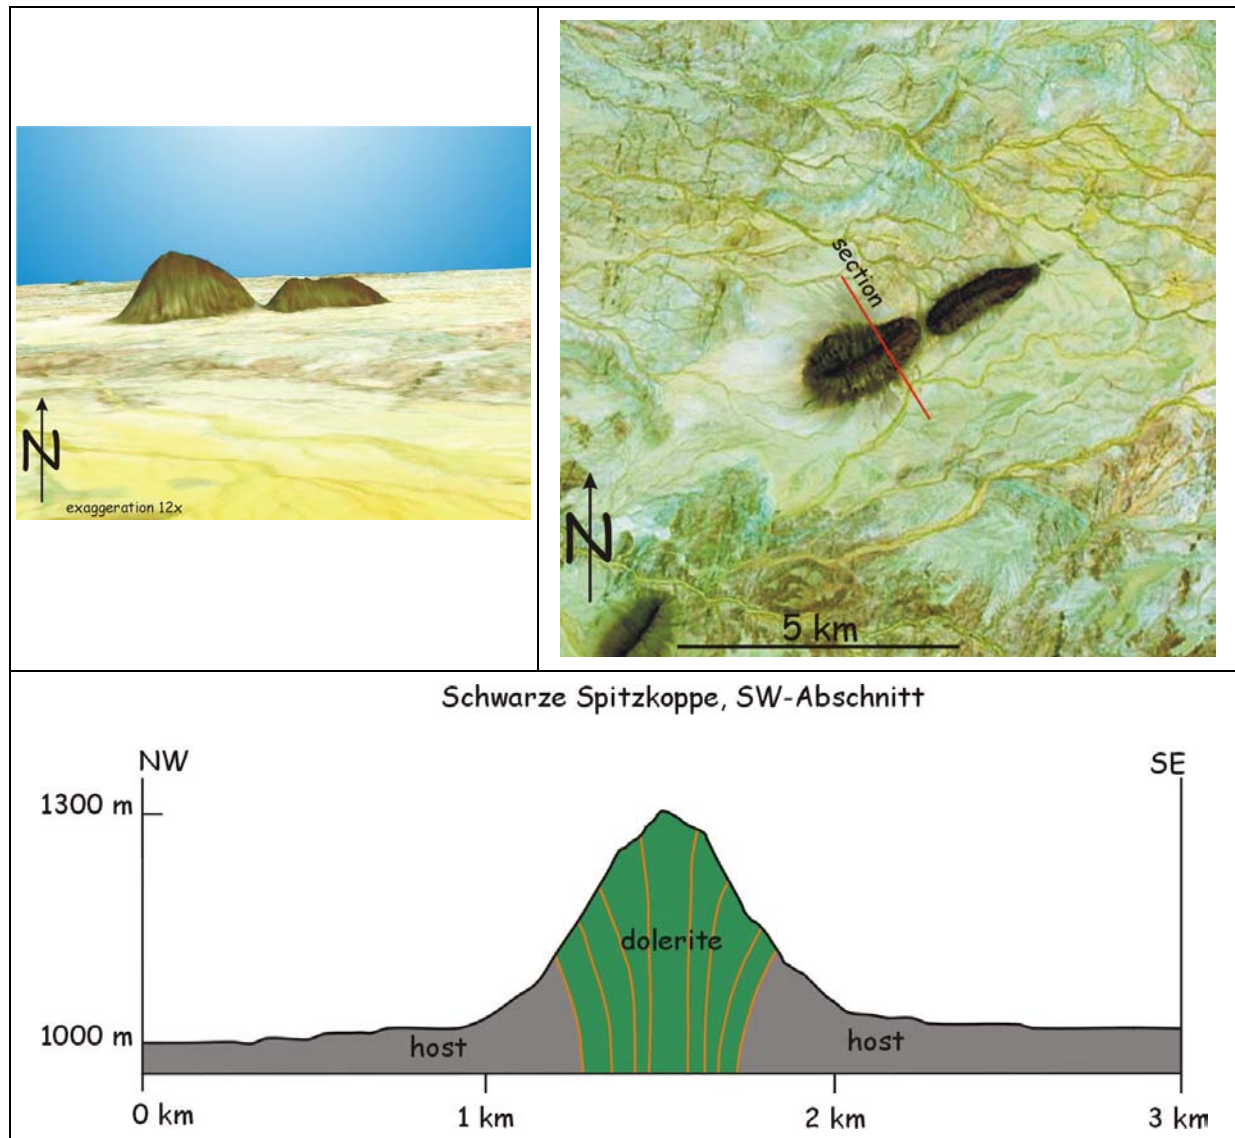 N
exaggeration 12x
section
N
5 km
Schwarze Spitzkoppe, SW-Abschnitt
NW
SE
1300 m
dolerite
1000 m
host
host
0 km
1 km
2 km
3 km